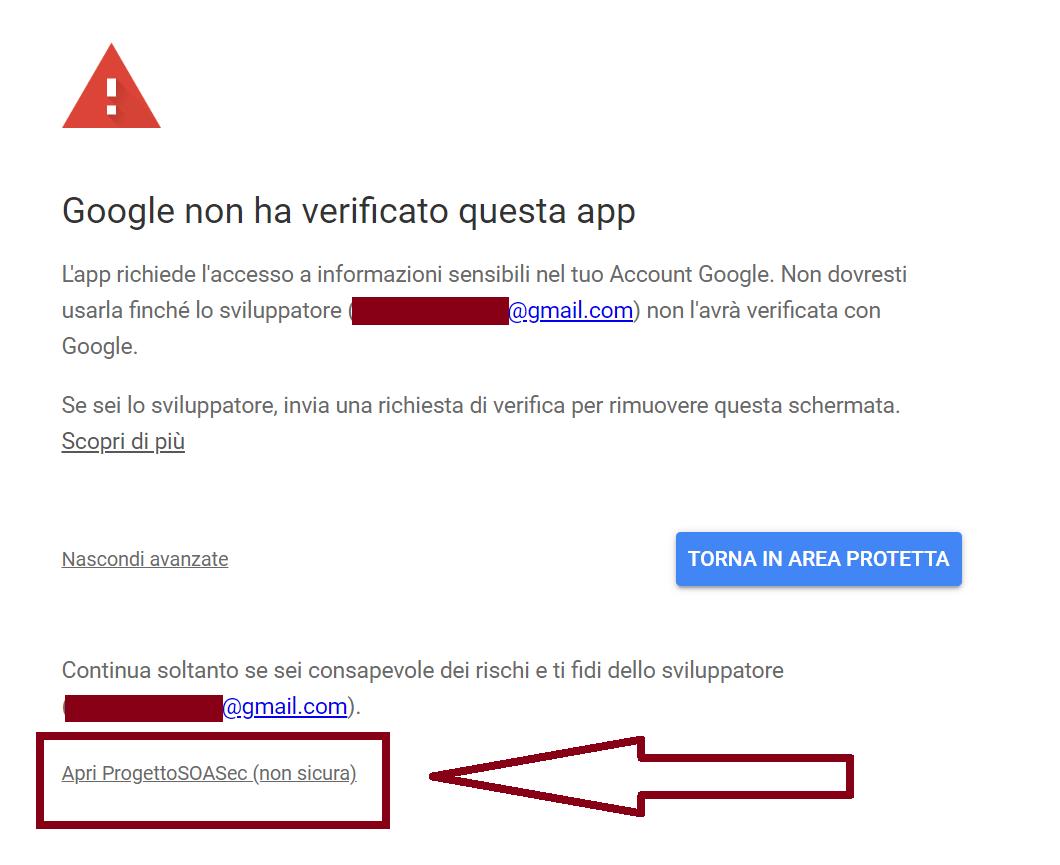 Google non ha verificato questa app
L'app richiede l'accesso a informazioni sensibili nel tuo Account Google. Non dovresti
usarla finché lo sviluppatore (@gmail.com) non l'avrà verificata con
Google.
Se sei lo sviluppatore, invia una richiesta di verifica per rimuovere questa schermata.
Scopri di più
Nascondi avanzate
TORNA IN AREA PROTETTA
Continua soltanto se sei consapevole dei rischi e ti fidi dello sviluppatore
(@gmail.com).
Apri ProgettoSOASec (non sicura)